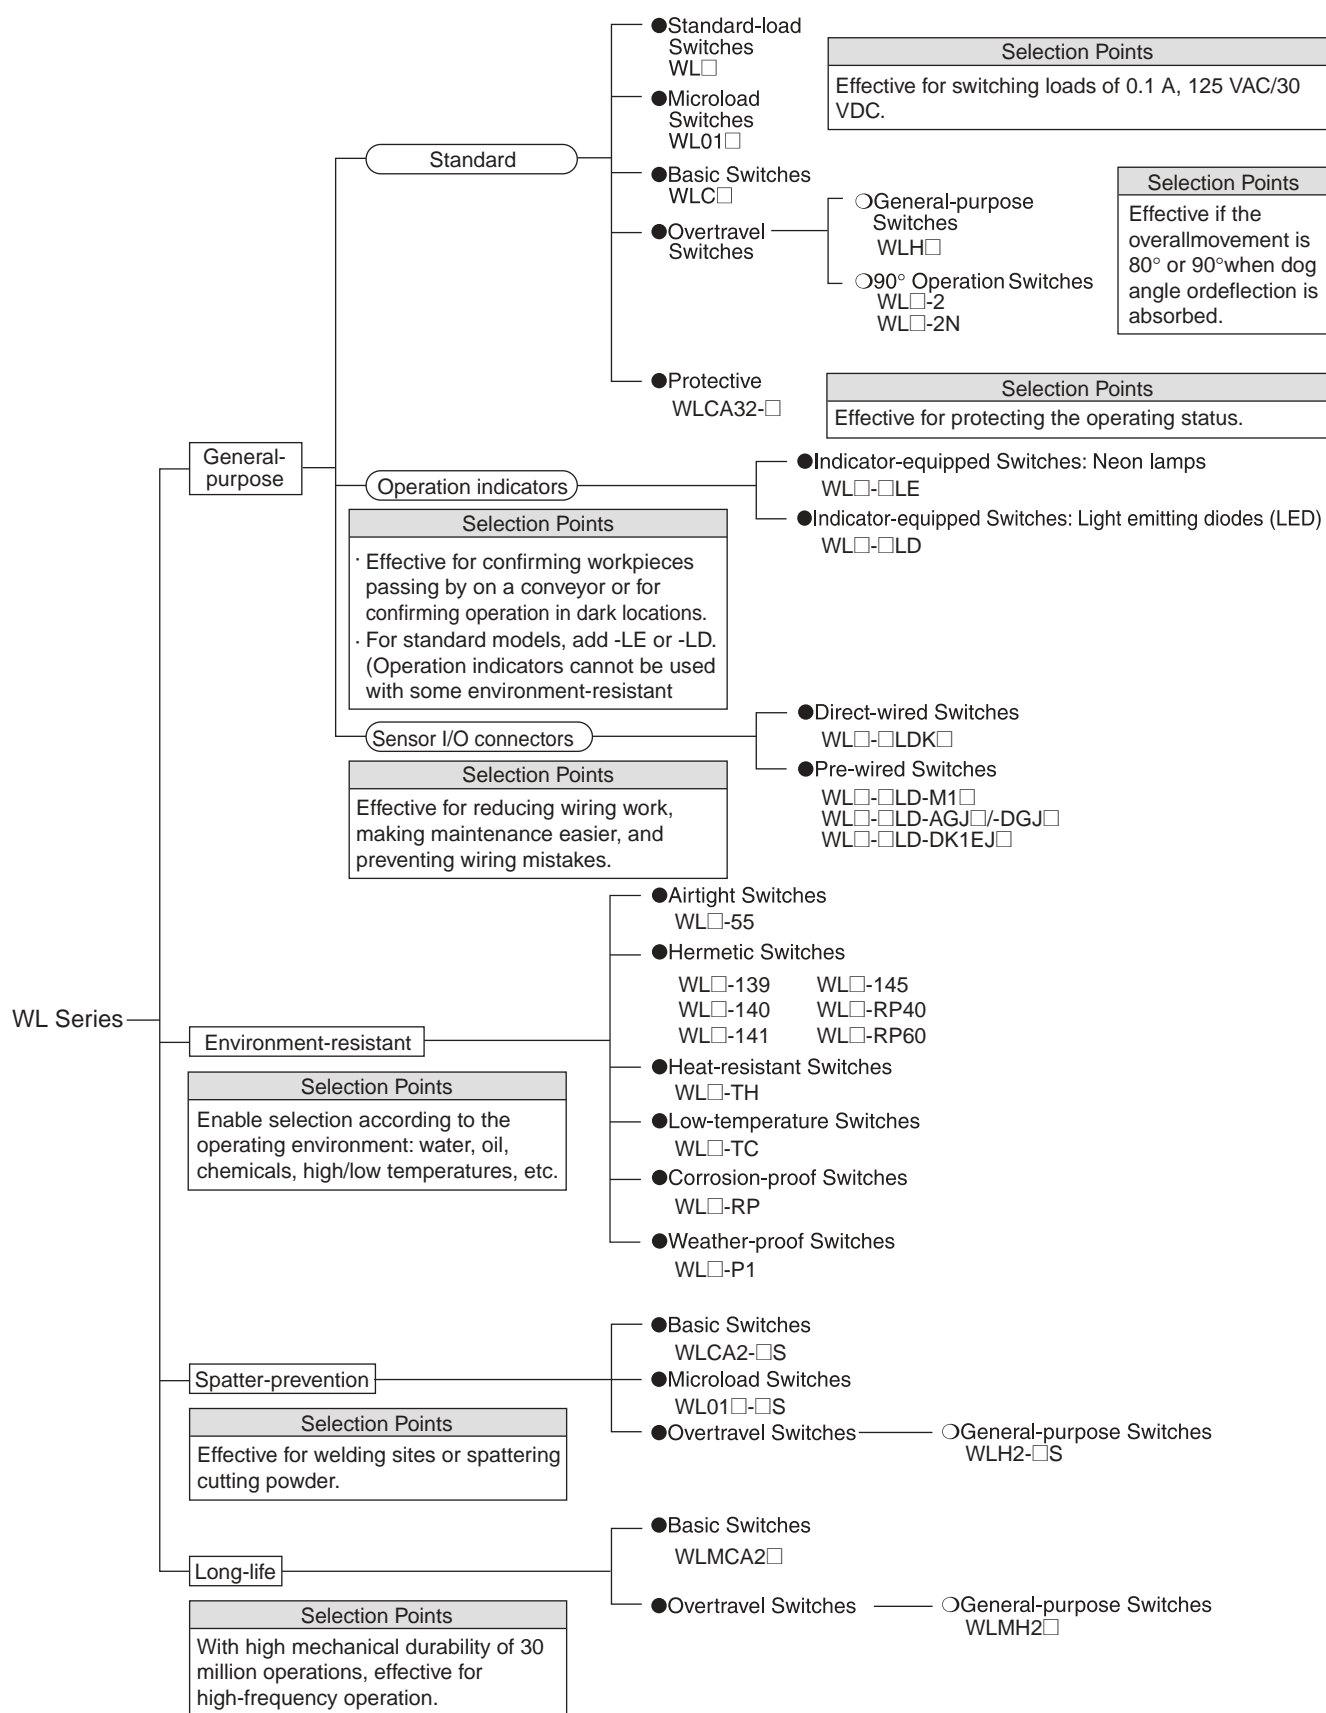 WL Series
General-
purpose
Standard
●Standard-load
Switches
WL□
●Microload
Switches
WL01□
Selection Points
Effective for switching loads of 0.1 A, 125 VAC/30
VDC.
●Basic Switches
WLC□
●Overtravel
Switches
○General-purpose
Switches
WLH□
○90° Operation Switches
WL□-2
WL□-2N
Selection Points
Effective if the
overallmovement is
80° or 90°when dog
angle ordeflection is
absorbed.
●Protective
WLCA32-□
Selection Points
Effective for protecting the operating status.
Operation indicators
●Indicator-equipped Switches: Neon lamps
WL□-□LE
●Indicator-equipped Switches: Light emitting diodes (LED)
WL□-□LD
Selection Points
· Effective for confirming workpieces
passing by on a conveyor or for
confirming operation in dark locations.
· For standard models, add -LE or -LD.
(Operation indicators cannot be used
with some environment-resistant
Sensor I/O connectors
●Direct-wired Switches
WL□-□LDK□
●Pre-wired Switches
WL□-□LD-M1□
WL□-□LD-AGJ□/-DGJ□
WL□-□LD-DK1EJ□
Selection Points
Effective for reducing wiring work,
making maintenance easier, and
preventing wiring mistakes.
Environment-resistant
Selection Points
Enable selection according to the
operating environment: water, oil,
chemicals, high/low temperatures, etc.
●Airtight Switches
WL□-55
●Hermetic Switches
WL□-139 WL□-145
WL□-140 WL□-RP40
WL□-141 WL□-RP60
●Heat-resistant Switches
WL□-TH
●Low-temperature Switches
WL□-TC
●Corrosion-proof Switches
WL□-RP
●Weather-proof Switches
WL□-P1
Spatter-prevention
Selection Points
Effective for welding sites or spattering
cutting powder.
●Basic Switches
WLCA2-□S
●Microload Switches
WL01□-□S
●Overtravel Switches
○General-purpose Switches
WLH2-□S
Long-life
Selection Points
With high mechanical durability of 30
million operations, effective for
high-frequency operation.
●Basic Switches
WLMCA2□
●Overtravel Switches
○General-purpose Switches
WLMH2□